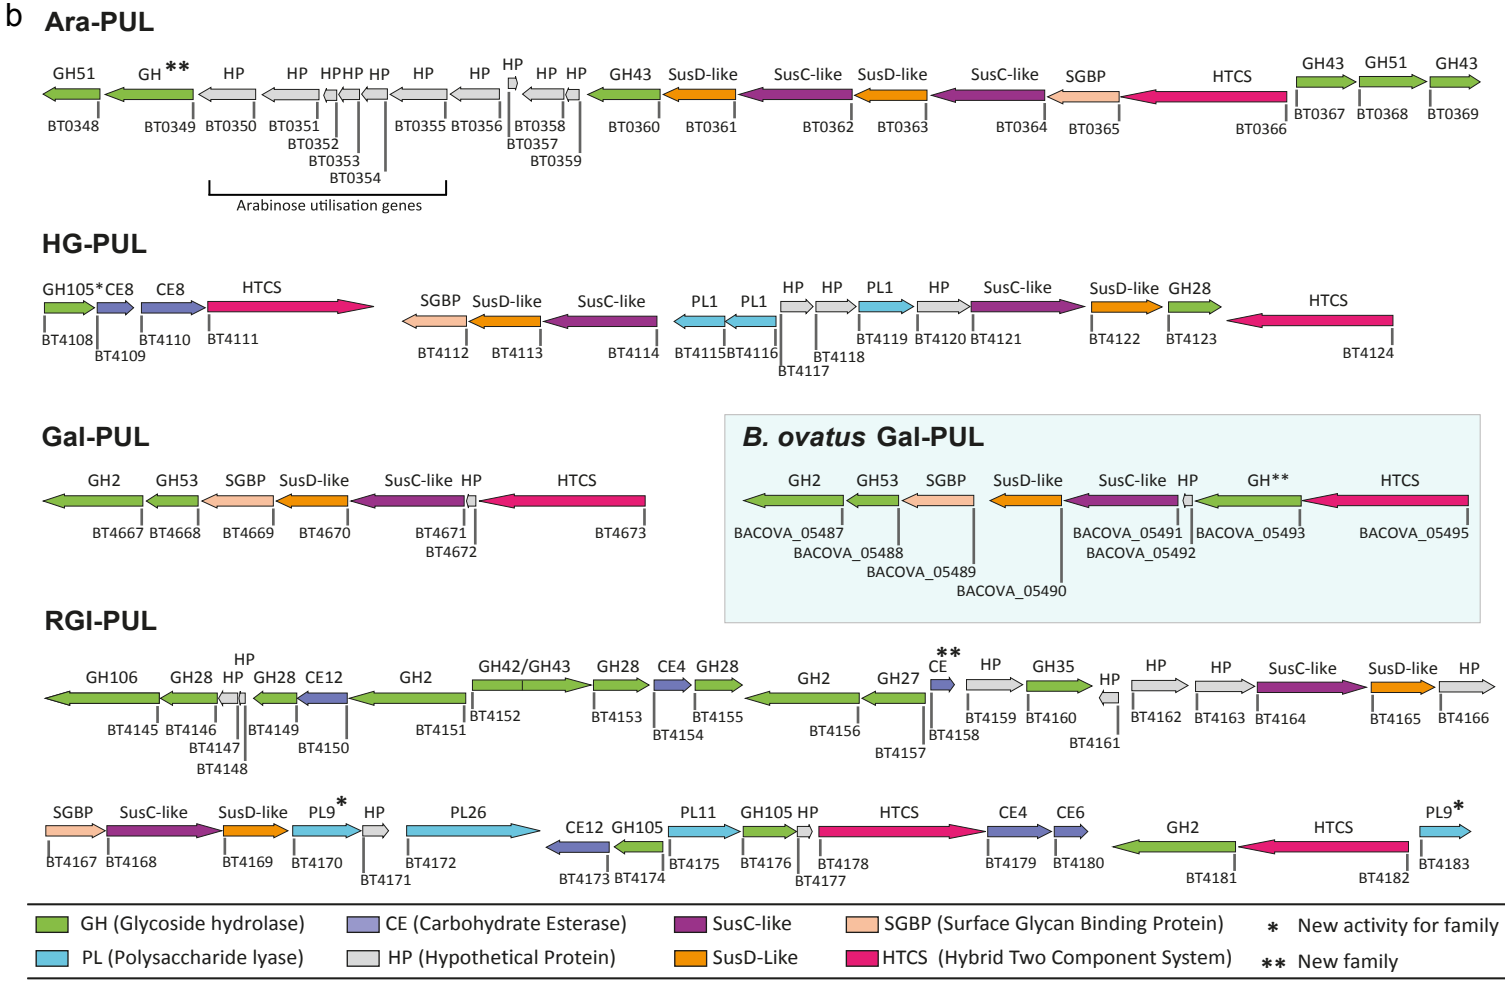 b
Ara-PUL
GH51 GH** HP HP HP HP HP HP HP HP HP HP GH43 SusD-like SusC-like SusD-like SusC-like SGBP HTCS GH43 GH51 GH43
BT0348 BT0349 BT0350 BT0351 BT0352 BT0353 BT0354 BT0355 BT0356 BT0357 BT0358 BT0359 BT0360 BT0361 BT0362 BT0363 BT0364 BT0365 BT0366 BT0367 BT0368 BT0369
Arabinose utilisation genes
HG-PUL
GH105* CE8 CE8 HTCS SGBP SusD-like SusC-like PL1 PL1 HP HP PL1 HP SusC-like SusD-like GH28 HTCS
BT4108 BT4109 BT4110 BT4111 BT4112 BT4113 BT4114 BT4115 BT4116 BT4117 BT4118 BT4119 BT4120 BT4121 BT4122 BT4123 BT4124
Gal-PUL
GH2 GH53 SGBP SusD-like SusC-like HP HTCS
BT4667 BT4668 BT4669 BT4670 BT4671 BT4672 BT4673
B. ovatus Gal-PUL
GH2 GH53 SGBP SusD-like SusC-like HP GH** HTCS
BACOVA_05487 BACOVA_05488 BACOVA_05489 BACOVA_05490 BACOVA_05491 BACOVA_05492 BACOVA_05493 BACOVA_05495
RGI-PUL
GH106 GH28 HP HP GH28 CE12 GH2 GH42/GH43 GH28 CE4 GH28 GH2 GH27 CE** HP GH35 HP HP HP SusC-like SusD-like HP
BT4145 BT4146 BT4147 BT4148 BT4149 BT4150 BT4151 BT4152 BT4153 BT4154 BT4155 BT4156 BT4157 BT4158 BT4159 BT4160 BT4161 BT4162 BT4163 BT4164 BT4165 BT4166
SGBP SusC-like SusD-like PL9* HP PL26 CE12 GH105 PL11 GH105 HP HTCS CE4 CE6 GH2 HTCS PL9*
BT4167 BT4168 BT4169 BT4170 BT4171 BT4172 BT4173 BT4174 BT4175 BT4176 BT4177 BT4178 BT4179 BT4180 BT4181 BT4182 BT4183
GH (Glycoside hydrolase) CE (Carbohydrate Esterase) SusC-like SGBP (Surface Glycan Binding Protein) * New activity for family
PL (Polysaccharide lyase) HP (Hypothetical Protein) SusD-Like HTCS (Hybrid Two Component System) ** New family